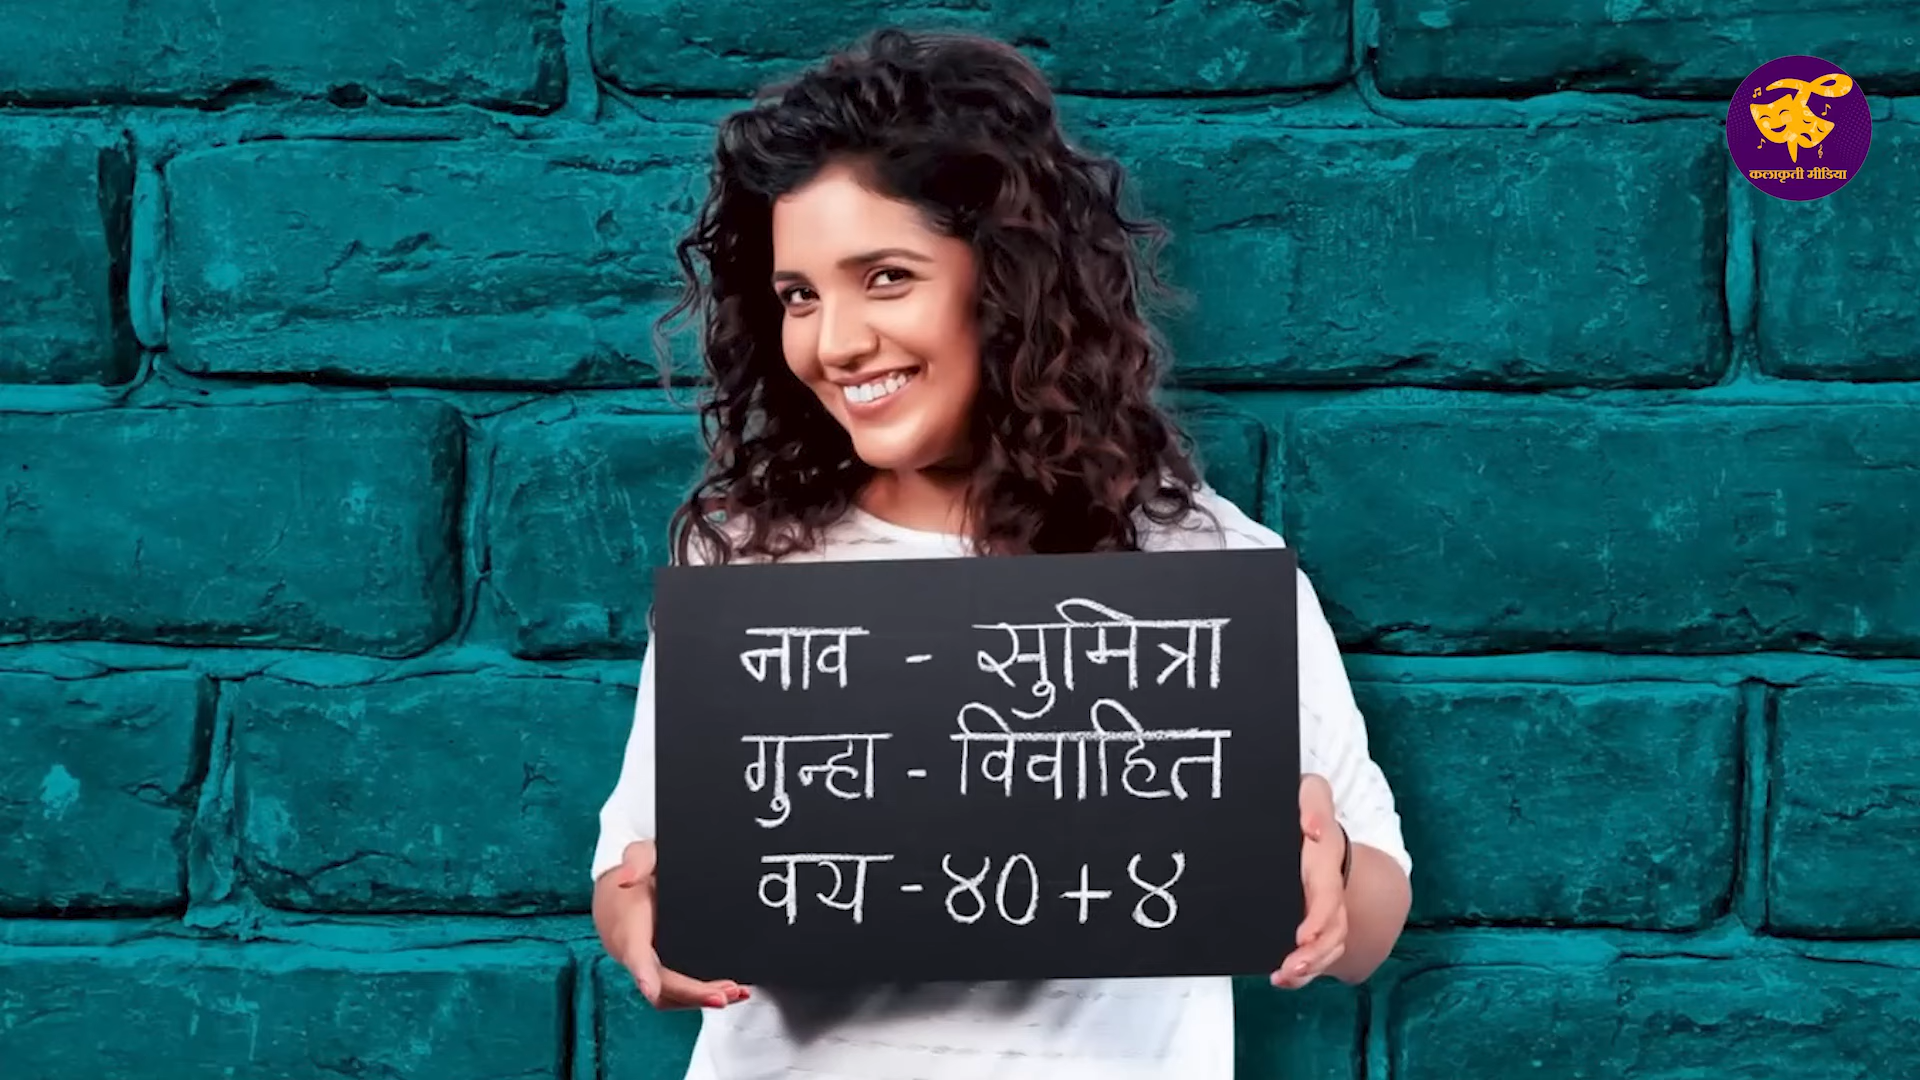 कलाकृती मीडिया
नाव - सुमित्रा
गुन्हा - विवाहित
वय - ४०+४